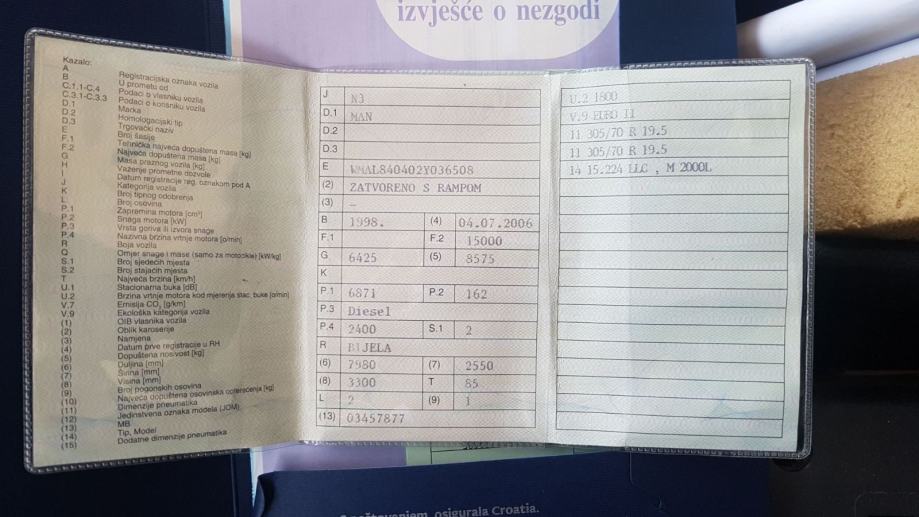 izvješće o nezgodi
Kazalo:
A Registracijska oznaka vozila
B U prometu od
C.1.1-C.4 Podaci o vlasniku vozila
C.3.1-C.3.3 Podaci o korisniku vozila
D.1 Marka
D.2 Homologacijski tip
D.3 Trgovački naziv
E Broj šasije
F.1 Tehnička najveća dopuštena masa [kg]
F.2 Najveća dopuštena masa [kg]
G Masa praznog vozila [kg]
H Važenje prometne dozvole
I Datum registracije reg. oznakom pod A
J Kategorija vozila
K Broj tipnog odobrenja
L Broj osovina
P.1 Zapremina motora [cm³]
P.2 Snaga motora [kW]
P.3 Vrsta goriva ili izvora snage
P.4 Nazivna brzina vrtnje motora [o/min]
R Boja vozila
Q Omjer snage i mase (samo za motocikle) [kW/kg]
S.1 Broj sjedećih mjesta
S.2 Broj stajaćih mjesta
T Najveća brzina [km/h]
U.1 Stacionarna buka [dB]
U.2 Brzina vrtnje motora kod mjerenja stac. buke [o/min]
V.7 Emisija CO₂ [g/km]
V.9 Ekološka kategorija vozila
(1) OIB vlasnika vozila
(2) Oblik karoserije
(3) Namjena
(4) Datum prve registracije u RH
(5) Dopuštena nosivost [kg]
(6) Duljina [mm]
(7) Širina [mm]
(8) Visina [mm]
(9) Broj pogonskih osovina
(10) Najveća dopuštena osovinska opterećenja [kg]
(11) Dimenzije pneumatika
(12) Jedinstvena oznaka modela (JOM)
(13) MB
(14) Tip, Model
(15) Dodatne dimenzije pneumatika
J N3
D.1 MAN
D.2
D.3
E WMAL840402Y036508
(2) ZATVORENO S RAMPOM
(3) –
B 1998. (4) 04.07.2006
F.1 F.2 15000
G 6425 (5) 8575
K
P.1 6871 P.2 162
P.3 Diesel
P.4 2400 S.1 2
R BIJELA
(6) 7980 (7) 2550
(8) 3300 T 85
L 2 (9) 1
(13) 03457877
U.2 1800
V.9 EURO II
11 305/70 R 19.5
11 305/70 R 19.5
14 15.224 LLC , M 2000L
osigurala Croatia.